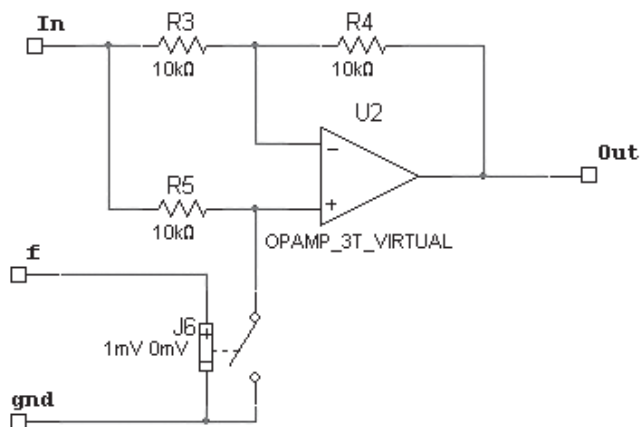 In
R3
10kΩ
R4
10kΩ
U2
−
+
Out
R5
10kΩ
OPAMP_3T_VIRTUAL
f
J6
+
1mV 0mV
gnd